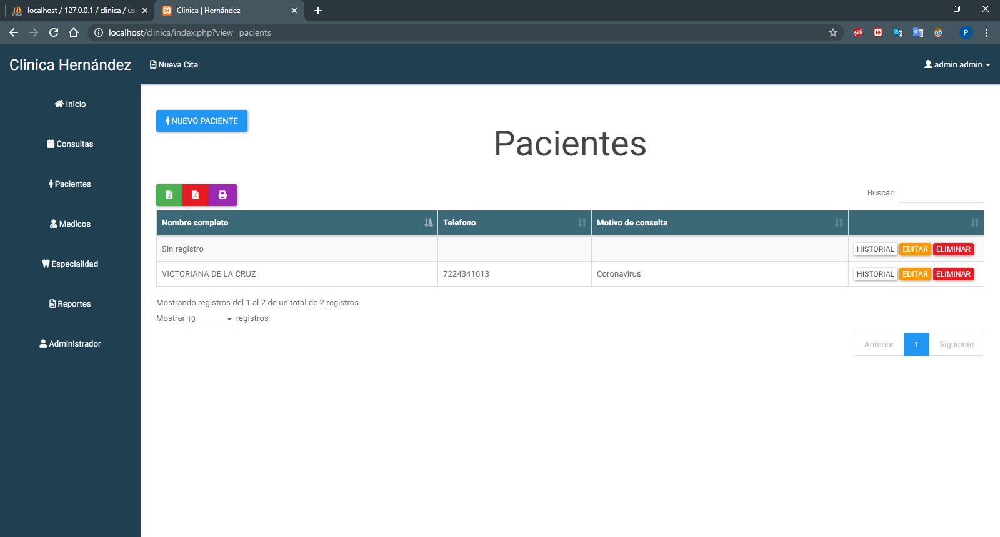 localhost / 127.0.0.1 / clinica / us
Clinica | Hernández
localhost/clinica/index.php?view=pacients
P
Clinica Hernández
Nueva Cita
admin admin
Inicio
Consultas
Pacientes
Medicos
Especialidad
Reportes
Administrador
NUEVO PACIENTE
Pacientes
Buscar:
Nombre completo Telefono Motivo de consulta
Sin registro HISTORIAL EDITAR ELIMINAR
VICTORIANA DE LA CRUZ 7224341613 Coronavirus HISTORIAL EDITAR ELIMINAR
Mostrando registros del 1 al 2 de un total de 2 registros
Mostrar 10 registros
Anterior 1 Siguiente